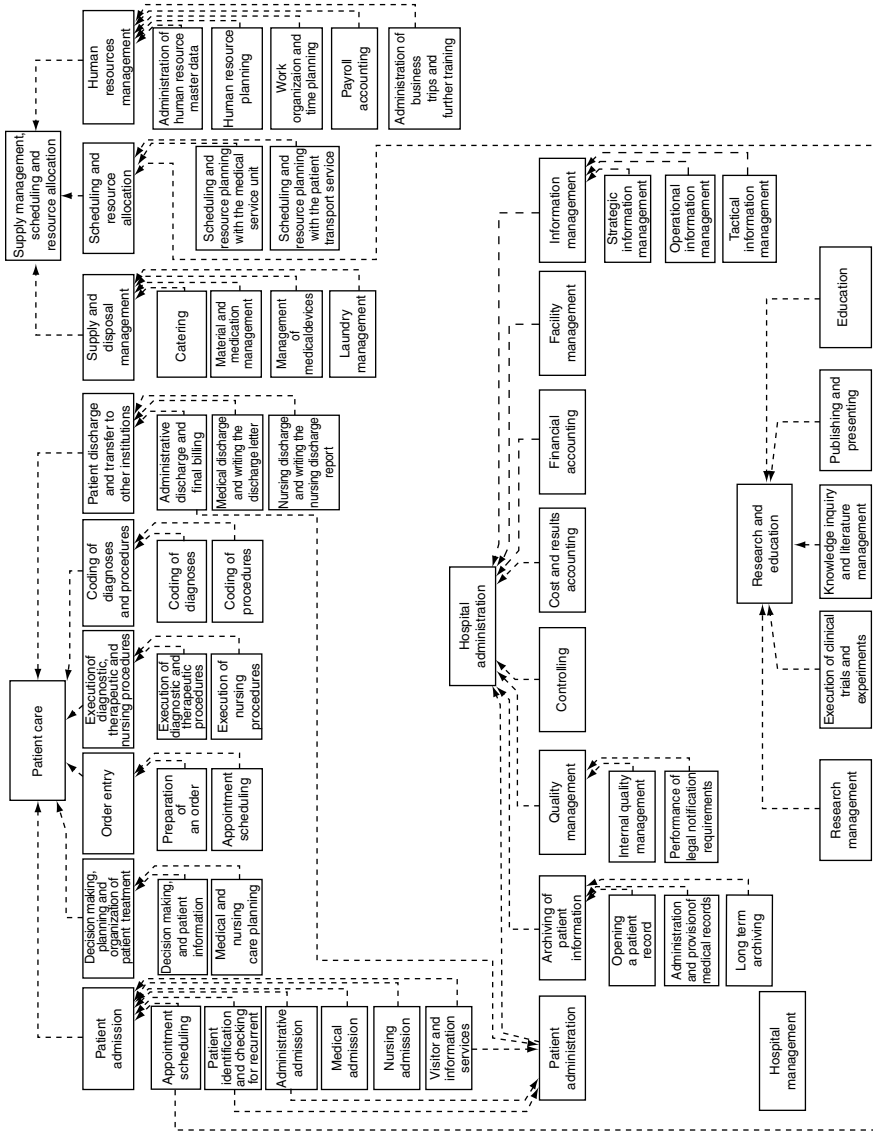 Patient care
Patient
admission
Appointment
scheduling
Patient
identification
and checking
for recurrent
Administrative
admission
Medical
admission
Nursing
admission
Visitor and
information
services
Decision making,
planning and
organization of
patient treatment
Decision making,
and patient
information
Medical and
nursing
care planning
Order entry
Preparation
of
an order
Appointment
scheduling
Executionof
diagnostic,
therapeutic and
nursing procedures
Execution of
diagnostic and
therapeutic
procedures
Execution of
nursing
procedures
Coding of
diagnoses
and procedures
Coding of
diagnoses
Coding of
procedures
Patient discharge
and transfer to
other institutions
Administrative
discharge and
final billing
Medical discharge
and writing the
discharge letter
Nursing discharge
and writing the
nursing discharge
report
Supply management,
scheduling and
resource allocation
Supply and
disposal
management
Catering
Material and
medication
management
Management
of
medicaldevices
Laundry
management
Scheduling and
resource
allocation
Scheduling and
resource planning
with the medical
service unit
Scheduling and
resource planning
with the patient
transport service
Human
resources
management
Administration of
human resource
master data
Human resource
planning
Work
organizaion and
time planning
Payroll
accounting
Administration of
business
trips and
further training
Hospital
administration
Patient
administration
Archiving of
patient
information
Opening
a patient
record
Administration
and provisionof
medical records
Long term
archiving
Quality
management
Internal quality
management
Performance of
legal notification
requirements
Controlling
Cost and results
accounting
Financial
accounting
Facility
management
Information
management
Strategic
information
management
Operational
information
management
Tactical
information
management
Hospital
management
Research and
education
Research
management
Execution of clinical
trials and
experiments
Knowledge inquiry
and literature
management
Publishing and
presenting
Education